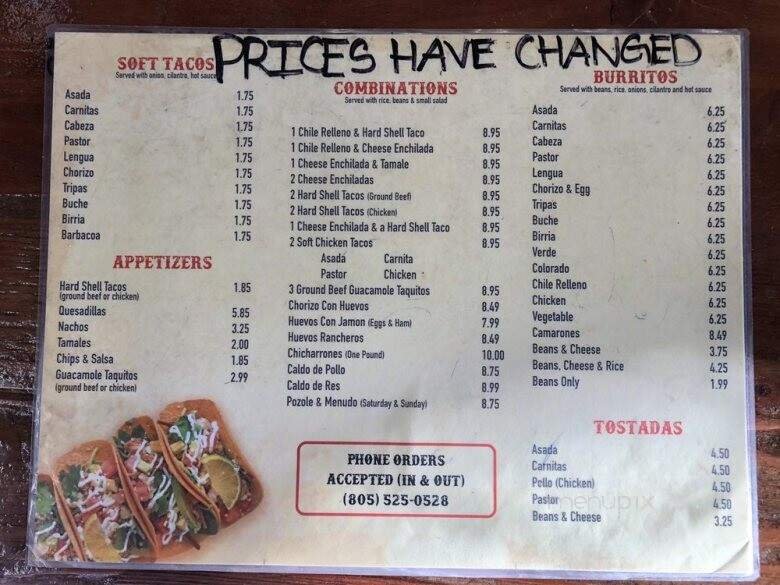 PRICES HAVE CHANGED
SOFT TACOS
Served with onion, cilantro, hot sauce
Asada 1.75
Carnitas 1.75
Cabeza 1.75
Pastor 1.75
Lengua 1.75
Chorizo 1.75
Tripas 1.75
Buche 1.75
Birria 1.75
Barbacoa 1.75
APPETIZERS
Hard Shell Tacos 1.85
(ground beef or chicken)
Quesadillas 5.85
Nachos 3.25
Tamales 2.00
Chips & Salsa 1.85
Guacamole Taquitos 2.99
(ground beef or chicken)
COMBINATIONS
Served with rice, beans & small salad
1 Chile Relleno & Hard Shell Taco 8.95
1 Chile Relleno & Cheese Enchilada 8.95
1 Cheese Enchilada & Tamale 8.95
2 Cheese Enchiladas 8.95
2 Hard Shell Tacos (Ground Beef) 8.95
2 Hard Shell Tacos (Chicken) 8.95
1 Cheese Enchilada & a Hard Shell Taco 8.95
2 Soft Chicken Tacos 8.95
Asada Carnita
Pastor Chicken
3 Ground Beef Guacamole Taquitos 8.95
Chorizo Con Huevos 8.49
Huevos Con Jamon (Eggs & Ham) 7.99
Huevos Rancheros 8.49
Chicharrones (One Pound) 10.00
Caldo de Pollo 8.75
Caldo de Res 8.99
Pozole & Menudo (Saturday & Sunday) 8.75
PHONE ORDERS
ACCEPTED (IN & OUT)
(805) 525-0528
BURRITOS
Served with beans, rice, onions, cilantro and hot sauce
Asada 6.25
Carnitas 6.25
Cabeza 6.25
Pastor 6.25
Lengua 6.25
Chorizo & Egg 6.25
Tripas 6.25
Buche 6.25
Birria 6.25
Verde 6.25
Colorado 6.25
Chile Relleno 6.25
Chicken 6.25
Vegetable 6.25
Camarones 8.49
Beans & Cheese 3.75
Beans, Cheese & Rice 4.25
Beans Only 1.99
TOSTADAS
Asada 4.50
Carnitas 4.50
Pollo (Chicken) 4.50
Pastor 4.50
Beans & Cheese 3.25
menupix